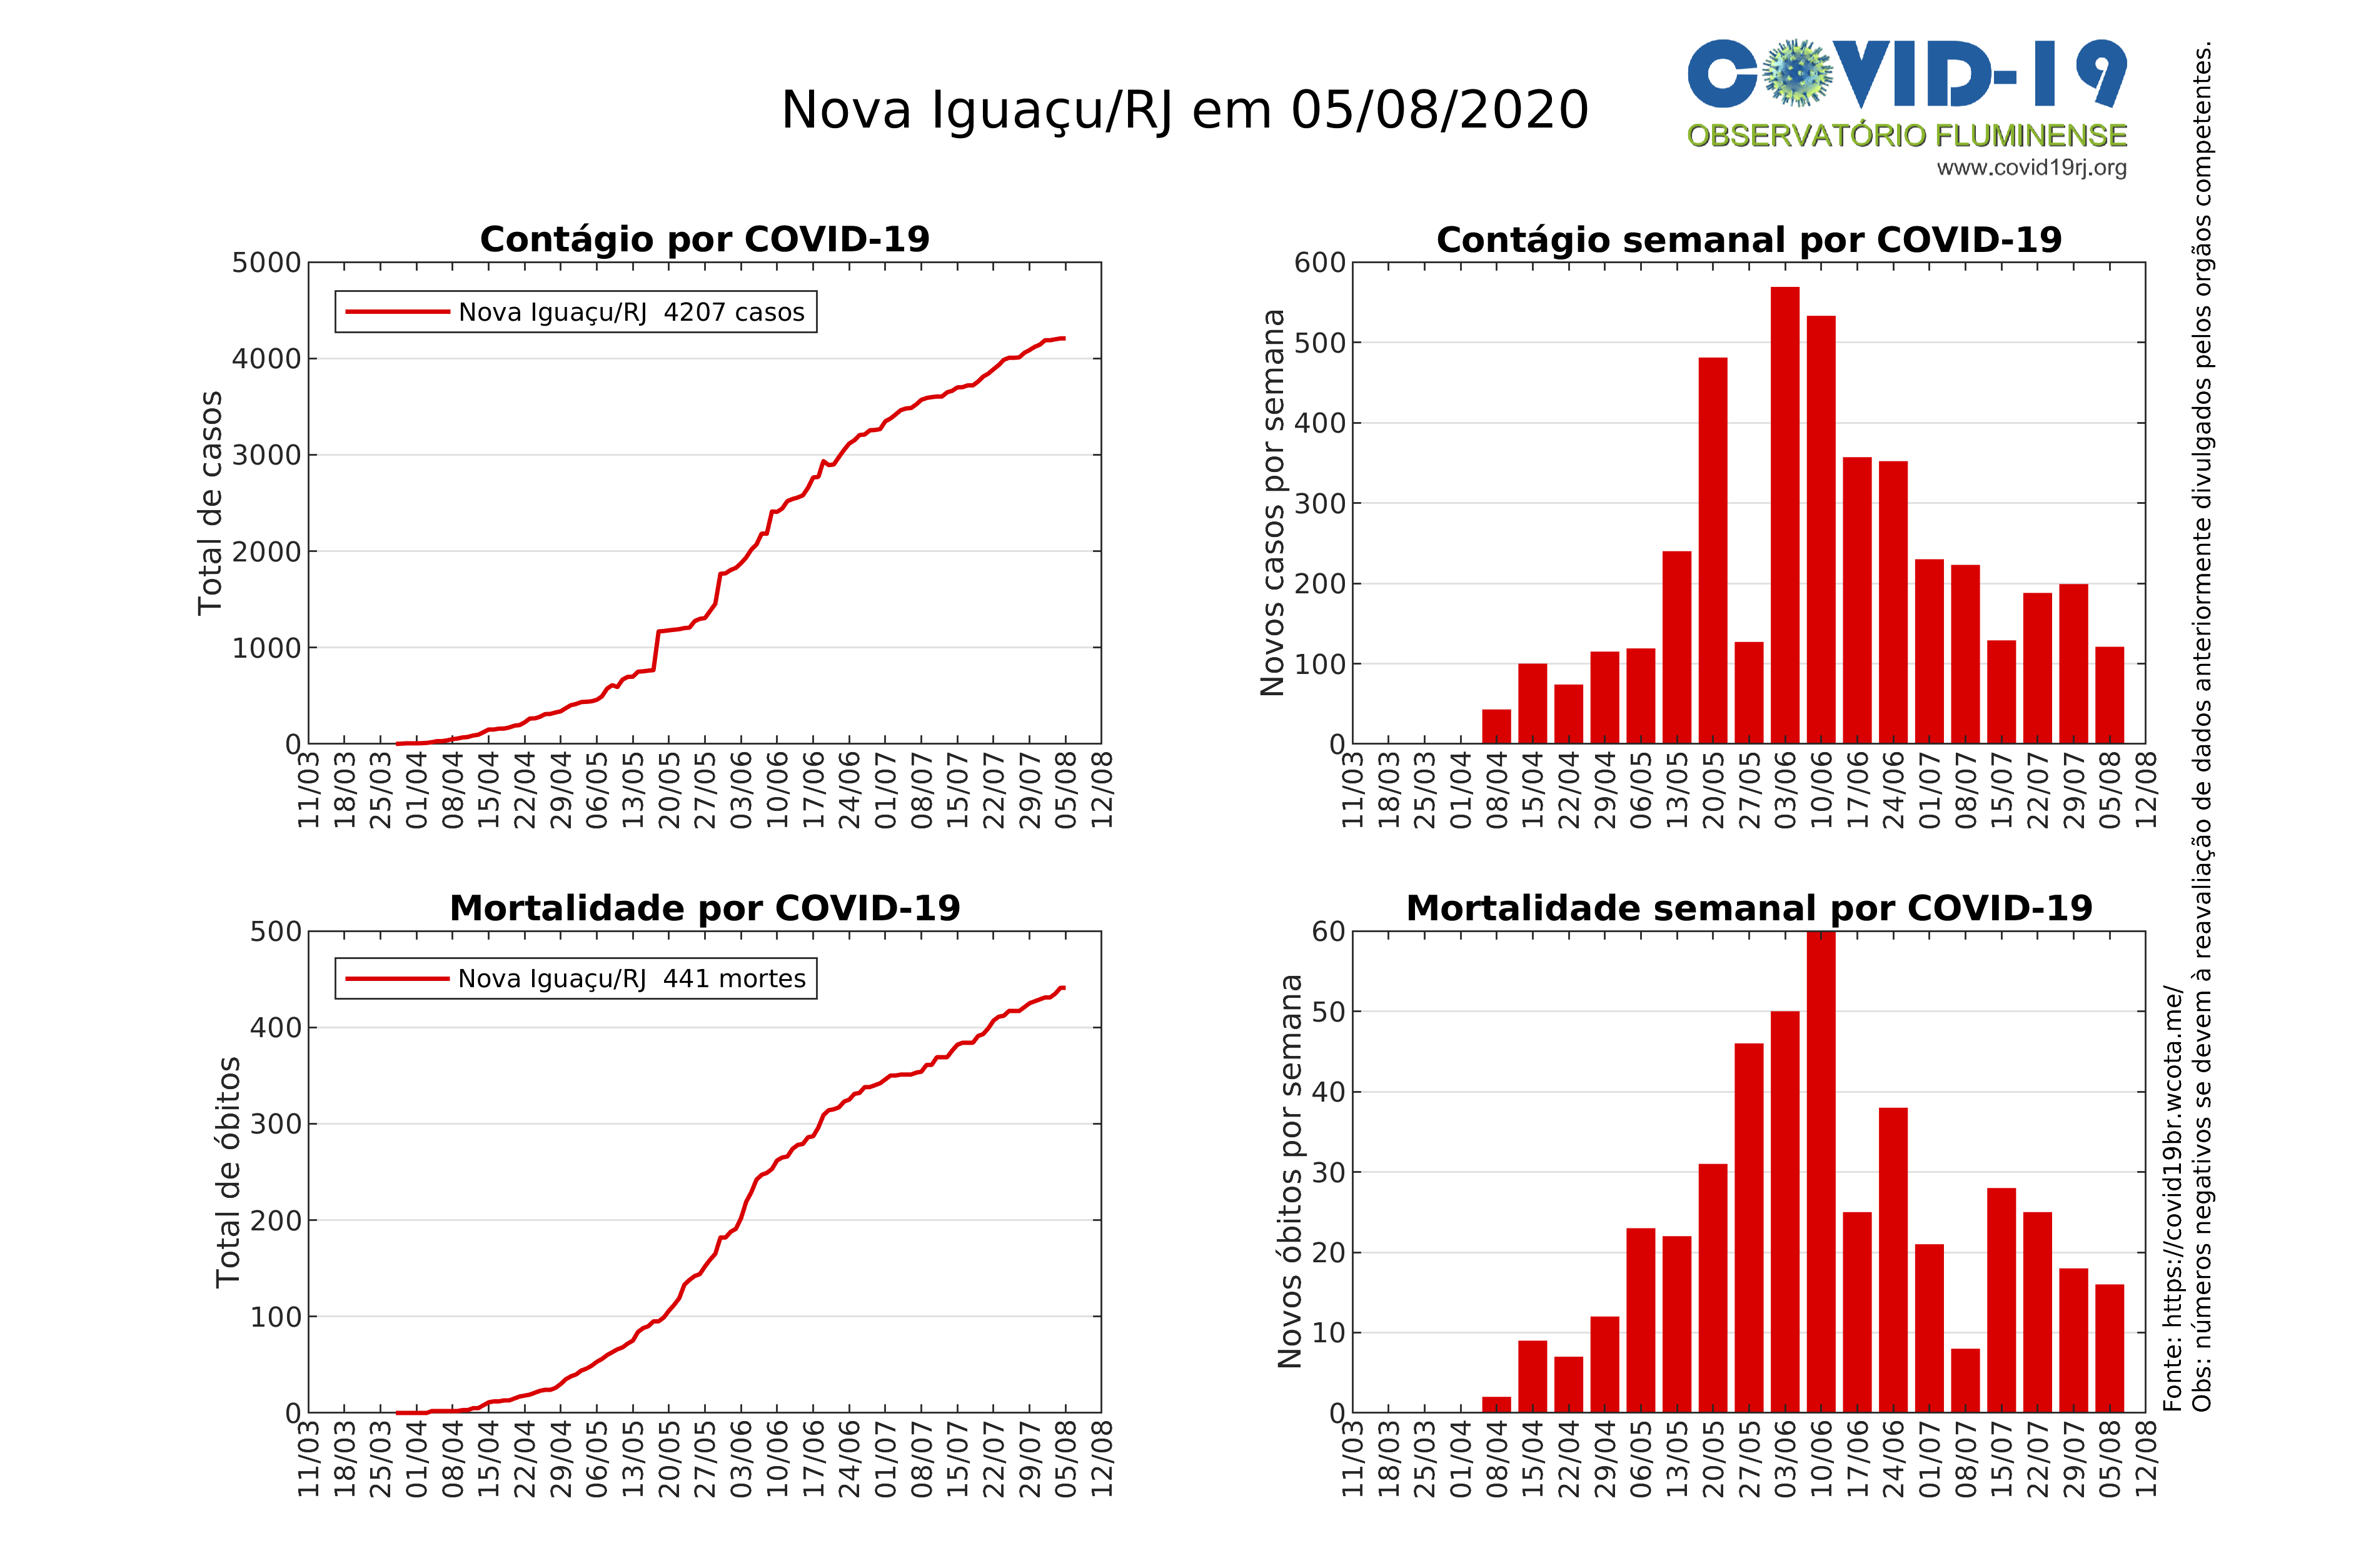 Nova Iguaçu/RJ em 05/08/2020
COVID-19
OBSERVATÓRIO FLUMINENSE
www.covid19rj.org
Contágio por COVID-19
Total de casos
5000
4000
3000
2000
1000
0
Nova Iguaçu/RJ 4207 casos
11/03 18/03 25/03 01/04 08/04 15/04 22/04 29/04 06/05 13/05 20/05 27/05 03/06 10/06 17/06 24/06 01/07 08/07 15/07 22/07 29/07 05/08 12/08
Contágio semanal por COVID-19
Novos casos por semana
600
500
400
300
200
100
0
11/03 18/03 25/03 01/04 08/04 15/04 22/04 29/04 06/05 13/05 20/05 27/05 03/06 10/06 17/06 24/06 01/07 08/07 15/07 22/07 29/07 05/08 12/08
Mortalidade por COVID-19
Total de óbitos
500
400
300
200
100
0
Nova Iguaçu/RJ 441 mortes
11/03 18/03 25/03 01/04 08/04 15/04 22/04 29/04 06/05 13/05 20/05 27/05 03/06 10/06 17/06 24/06 01/07 08/07 15/07 22/07 29/07 05/08 12/08
Mortalidade semanal por COVID-19
Novos óbitos por semana
60
50
40
30
20
10
0
11/03 18/03 25/03 01/04 08/04 15/04 22/04 29/04 06/05 13/05 20/05 27/05 03/06 10/06 17/06 24/06 01/07 08/07 15/07 22/07 29/07 05/08 12/08
Fonte: https://covid19br.wcota.me/
Obs: números negativos se devem à reavaliação de dados anteriormente divulgados pelos orgãos competentes.